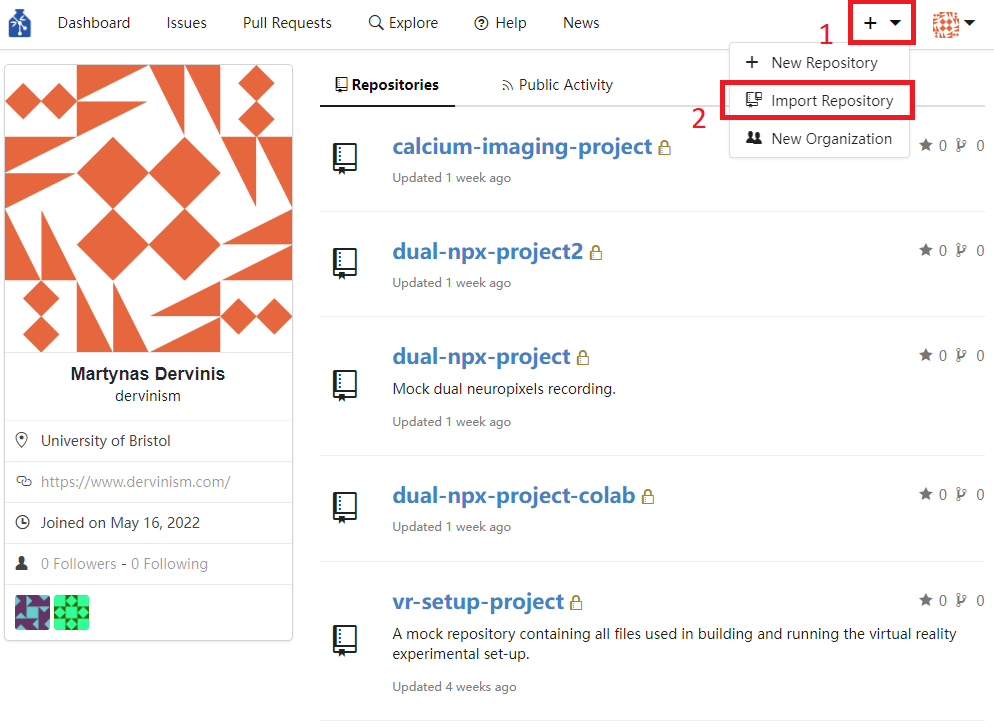 Dashboard Issues Pull Requests Explore Help News
1
New Repository
Import Repository
2
New Organization
Repositories Public Activity
calcium-imaging-project 0 0
Updated 1 week ago
dual-npx-project2 0 0
Updated 1 week ago
dual-npx-project 0 0
Mock dual neuropixels recording.
Updated 1 week ago
dual-npx-project-colab 0 0
Updated 1 week ago
vr-setup-project 0 0
A mock repository containing all files used in building and running the virtual reality
experimental set-up.
Updated 4 weeks ago
Martynas Dervinis
dervinism
University of Bristol
https://www.dervinism.com/
Joined on May 16, 2022
0 Followers - 0 Following